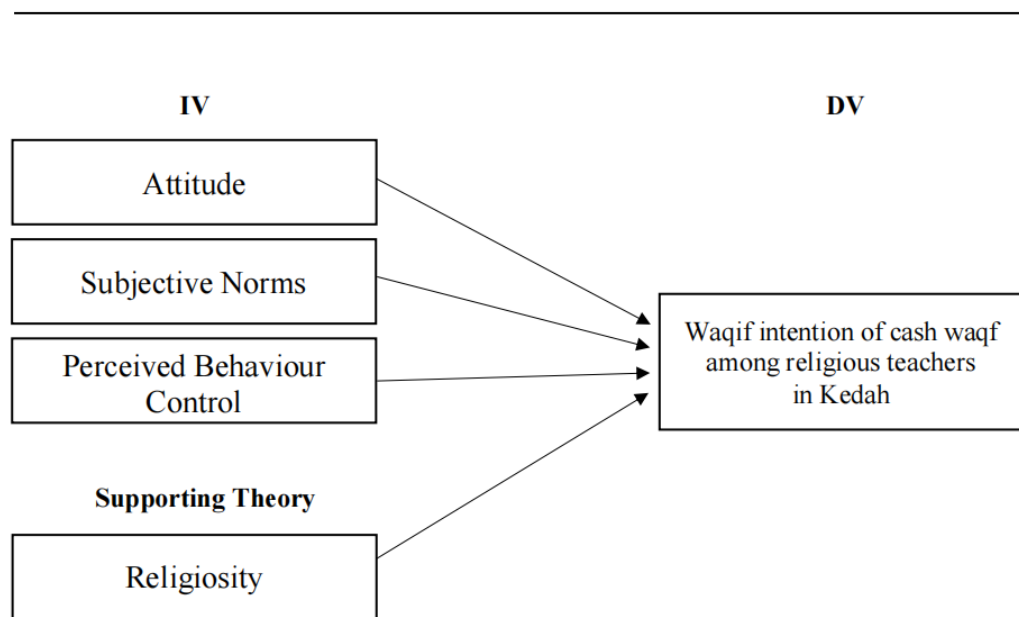 IV
DV
Attitude
Subjective Norms
Perceived Behaviour
Control
Waqif intention of cash waqf
among religious teachers
in Kedah
Supporting Theory
Religiosity